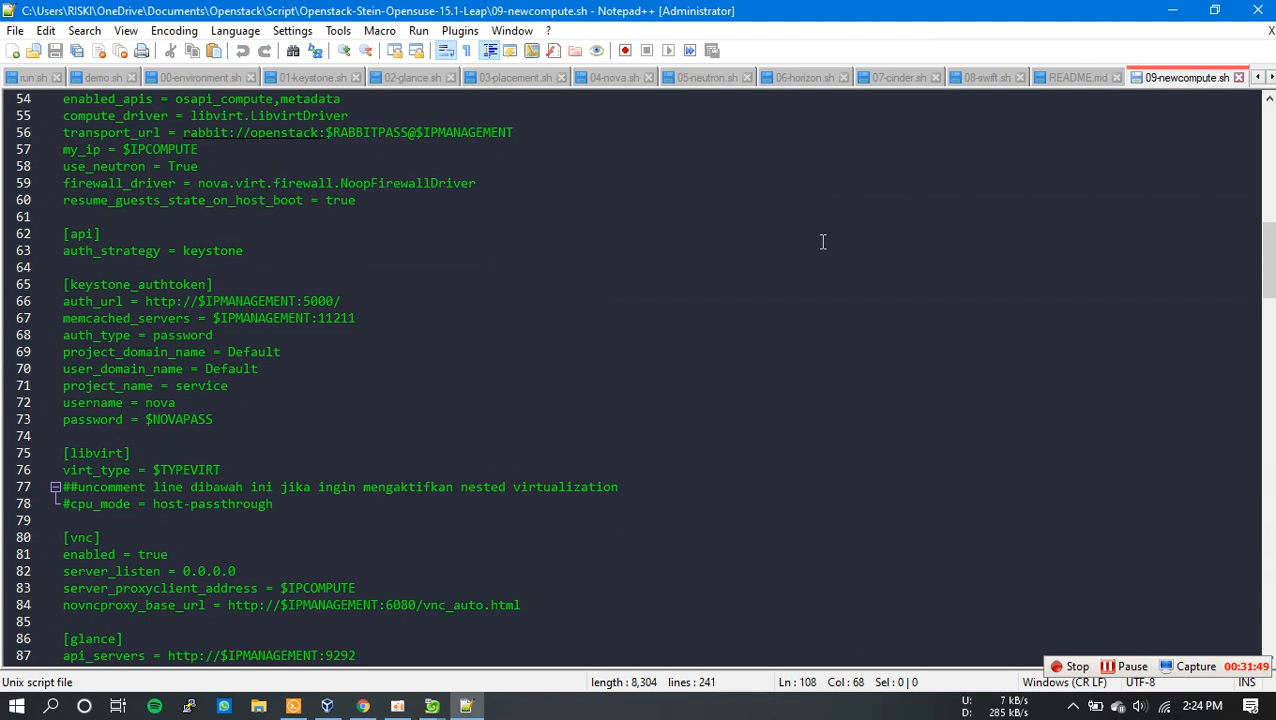 C:\Users\RISKI\OneDrive\Documents\Openstack\Script\Openstack-Stein-Opensuse-15.1-Leap\09-newcompute.sh - Notepad++ [Administrator]
File Edit Search View Encoding Language Settings Tools Macro Run Plugins Window ? X
run.sh demo.sh 00-environment.sh 01-keystone.sh 02-glance.sh 03-placement.sh 04-nova.sh 05-neutron.sh 06-horizon.sh 07-cinder.sh 08-swift.sh README.md 09-newcompute.sh
54 enabled_apis = osapi_compute,metadata
55 compute_driver = libvirt.LibvirtDriver
56 transport_url = rabbit://openstack:$RABBITPASS@$IPMANAGEMENT
57 my_ip = $IPCOMPUTE
58 use_neutron = True
59 firewall_driver = nova.virt.firewall.NoopFirewallDriver
60 resume_guests_state_on_host_boot = true
61
62 [api]
63 auth_strategy = keystone
64
65 [keystone_authtoken]
66 auth_url = http://$IPMANAGEMENT:5000/
67 memcached_servers = $IPMANAGEMENT:11211
68 auth_type = password
69 project_domain_name = Default
70 user_domain_name = Default
71 project_name = service
72 username = nova
73 password = $NOVAPASS
74
75 [libvirt]
76 virt_type = $TYPEVIRT
77 ##uncomment line dibawah ini jika ingin mengaktifkan nested virtualization
78 #cpu_mode = host-passthrough
79
80 [vnc]
81 enabled = true
82 server_listen = 0.0.0.0
83 server_proxyclient_address = $IPCOMPUTE
84 novncproxy_base_url = http://$IPMANAGEMENT:6080/vnc_auto.html
85
86 [glance]
87 api_servers = http://$IPMANAGEMENT:9292
Stop Pause Capture 00:31:49
Unix script file length : 8,304 lines : 241 Ln : 108 Col : 68 Sel : 0 | 0 Windows (CR LF) UTF-8 INS
U: 7 kB/s
D: 285 kB/s
2:24 PM